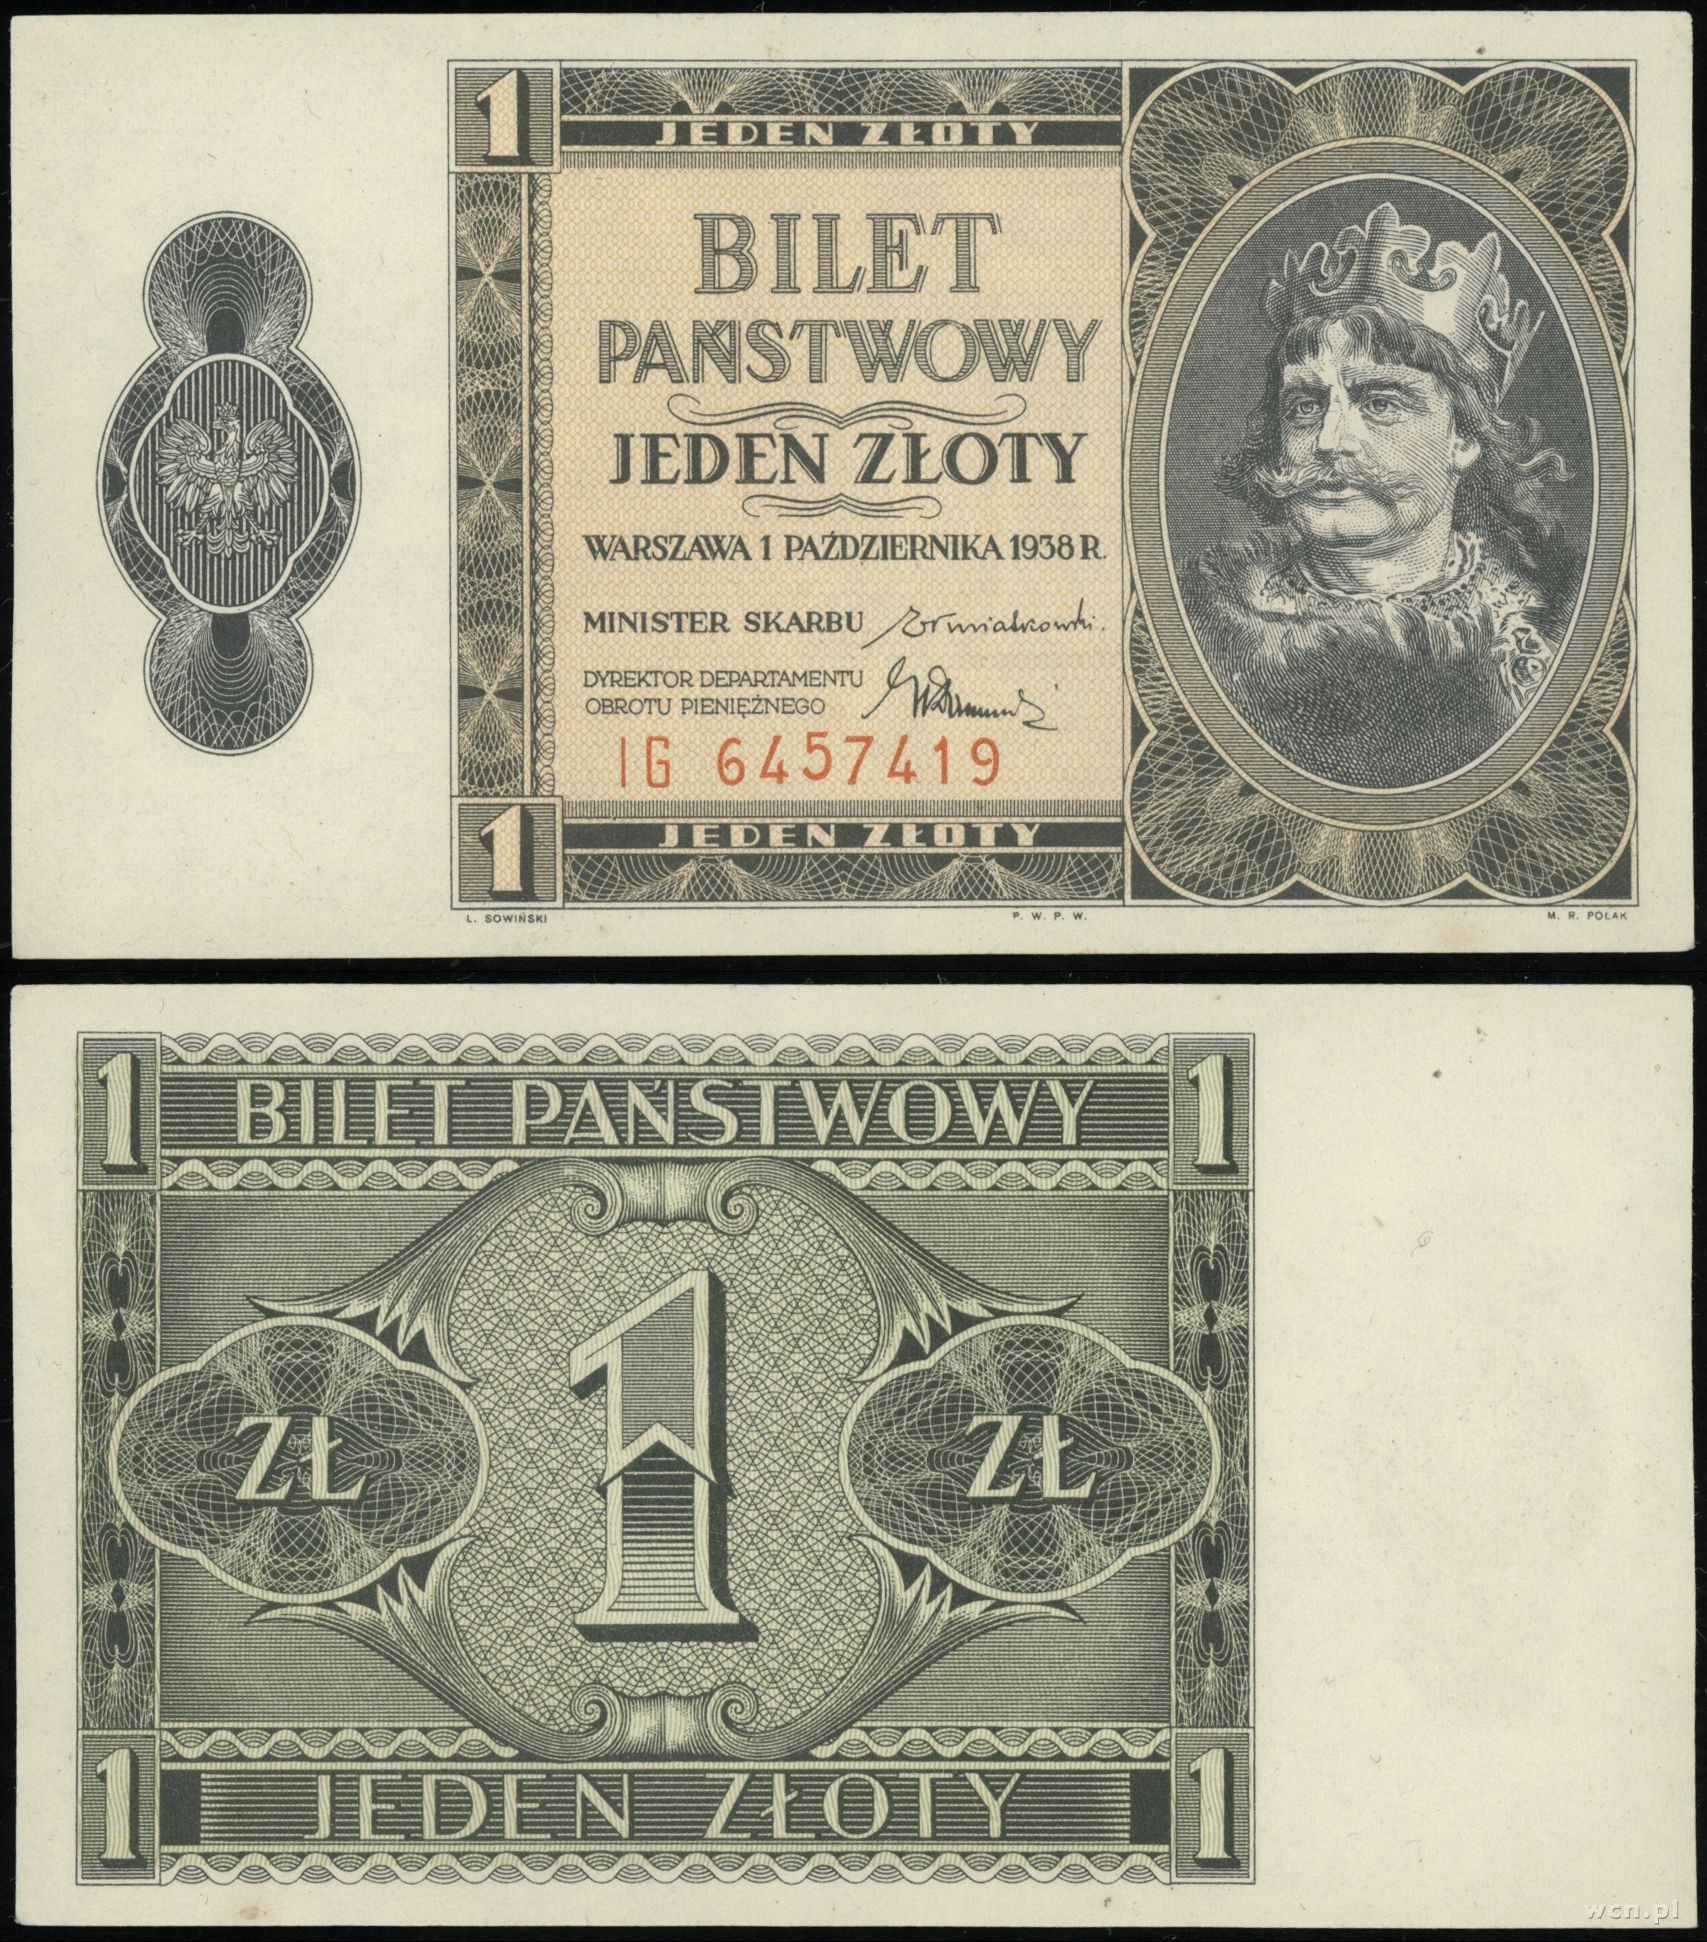 1
JEDEN ZŁOTY
BILET
PAŃSTWOWY
JEDEN ZŁOTY
WARSZAWA 1 PAŹDZIERNIKA 1938 R.
MINISTER SKARBU
DYREKTOR DEPARTAMENTU
OBROTU PIENIĘŻNEGO
IG 6457419
1
JEDEN ZŁOTY
L. SOWIŃSKI
P. W. P. W.
M. R. POLAK
1
BILET PAŃSTWOWY
1
ZŁ
1
ZŁ
1
JEDEN ZŁOTY
1
wcn.pl